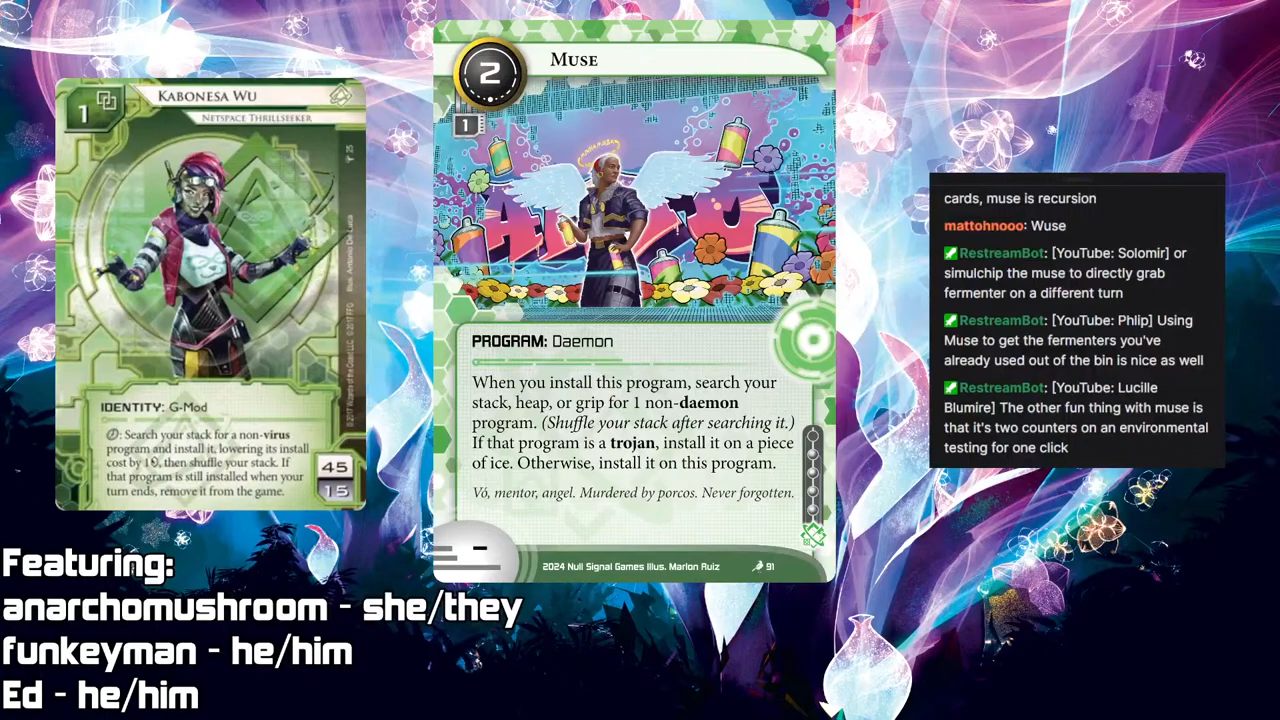 1
KABONESA WU
NETSPACE THRILLSEEKER
25
Illus. Antonio De Luca
IDENTITY: G-Mod
: Search your stack for a non-virus
program and install it, lowering its install
cost by 1, then shuffle your stack. If
that program is still installed when your
turn ends, remove it from the game.
45
15
2
MUSE
1
PROGRAM: Daemon
When you install this program, search your
stack, heap, or grip for 1 non-daemon
program. (Shuffle your stack after searching it.)
If that program is a trojan, install it on a piece
of ice. Otherwise, install it on this program.
Vó, mentor, angel. Murdered by porcos. Never forgotten.
-
2024 Null Signal Games Illus. Marlon Ruiz
91
cards, muse is recursion
mattohnooo: Wuse
RestreamBot: [YouTube: Solomir] or
simulchip the muse to directly grab
fermenter on a different turn
RestreamBot: [YouTube: Phlip] Using
Muse to get the fermenters you've
already used out of the bin is nice as well
RestreamBot: [YouTube: Lucille
Blumire] The other fun thing with muse is
that it's two counters on an environmental
testing for one click
Featuring:
anarchomushroom - she/they
funkeyman - he/him
Ed - he/him